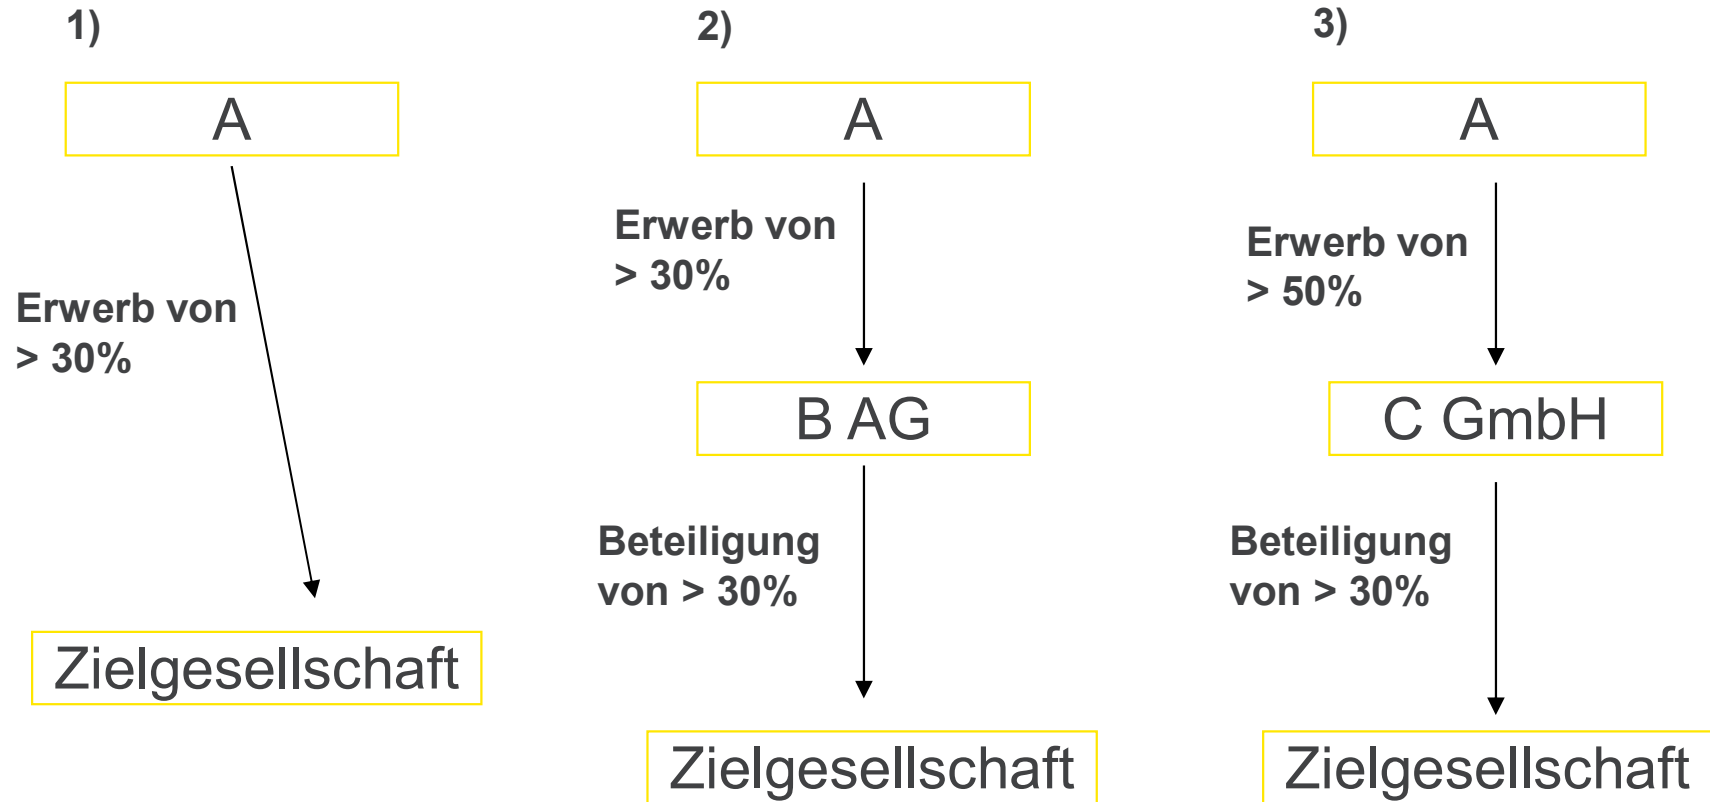 1)
A
Erwerb von
> 30%
Zielgesellschaft
2)
A
Erwerb von
> 30%
B AG
Beteiligung
von > 30%
Zielgesellschaft
3)
A
Erwerb von
> 50%
C GmbH
Beteiligung
von > 30%
Zielgesellschaft